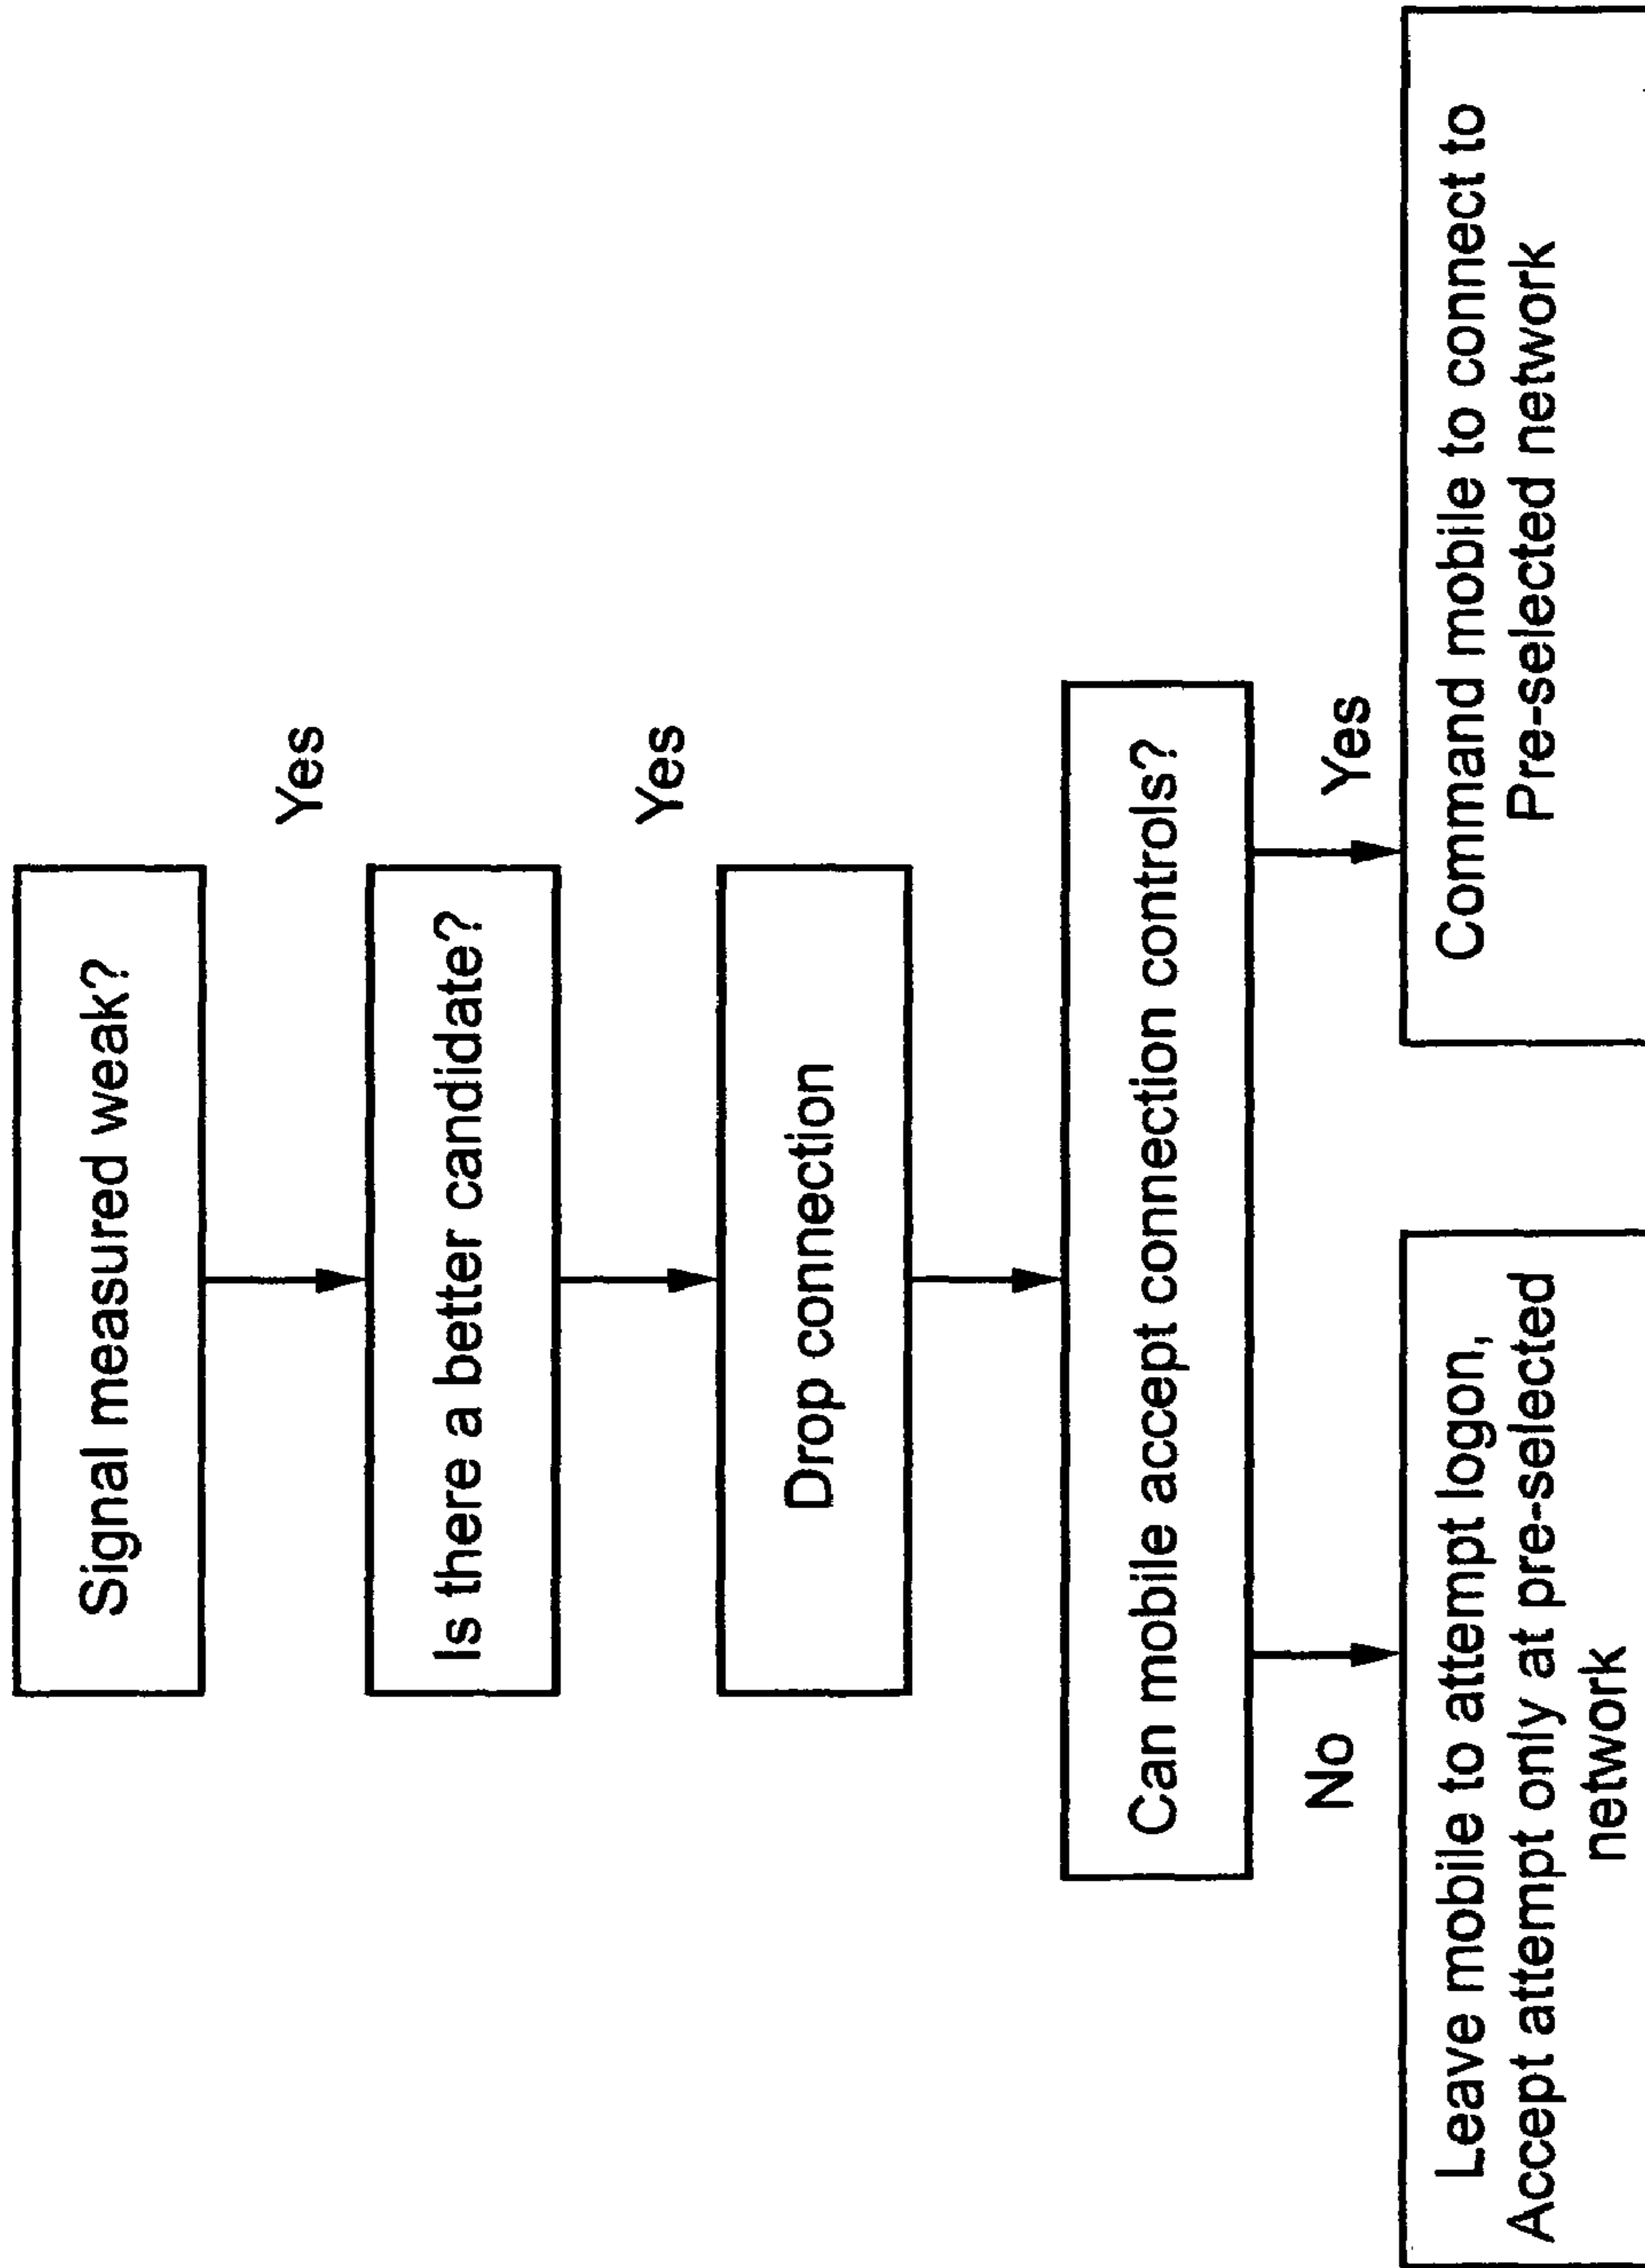 Signal measured weak?
Yes
Is there a better candidate?
Yes
Drop connection
Can mobile accept connection controls?
No
Yes
Leave mobile to attempt logon,
Accept attempt only at pre-selected
network
Command mobile to connect to
Pre-selected network